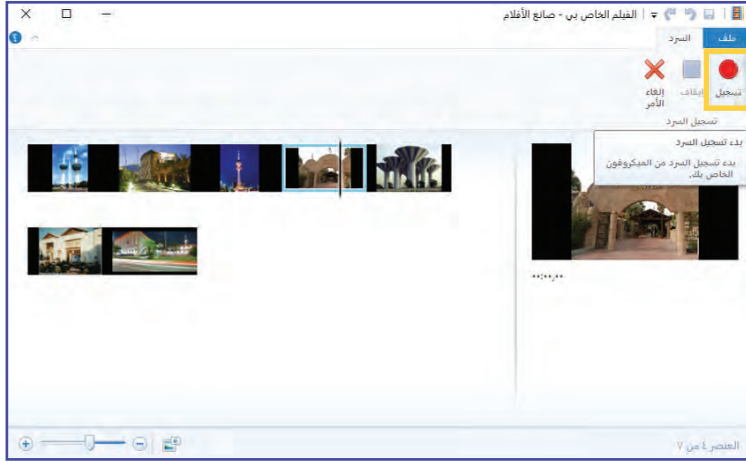 الفيلم الخاص بي - صانع الأفلام
ملف
السرد
تسجيل
إيقاف
إلغاء الأمر
تسجيل السرد
بدء تسجيل السرد
بدء تسجيل السرد من الميكروفون
الخاص بك.
٠٠:٠٠,٠٠
العنصر ٤ من ٧